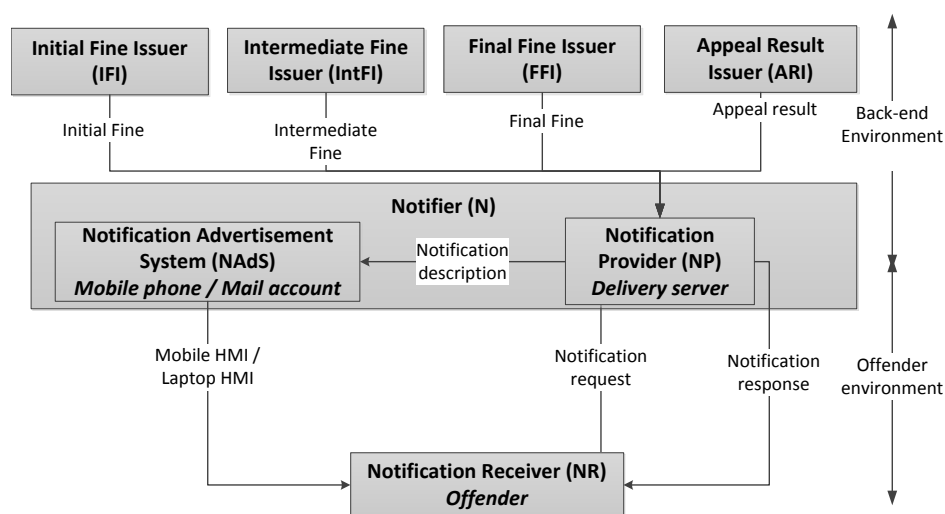 Initial Fine Issuer
(IFI)
Intermediate Fine
Issuer (IntFI)
Final Fine Issuer
(FFI)
Appeal Result
Issuer (ARI)
Initial Fine
Intermediate
Fine
Final Fine
Appeal result
Back-end
Environment
Notifier (N)
Notification Advertisement
System (NAdS)
Mobile phone / Mail account
Notification
description
Notification
Provider (NP)
Delivery server
Mobile HMI /
Laptop HMI
Notification
request
Notification
response
Offender
environment
Notification Receiver (NR)
Offender